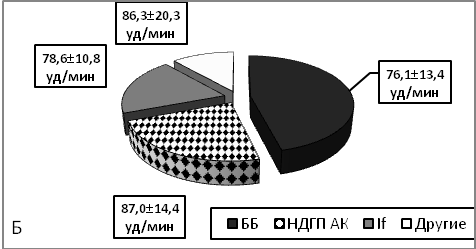 86,3±20,3
уд/мин
78,6±10,8
уд/мин
76,1±13,4
уд/мин
87,0±14,4
уд/мин
Б
ББ НДГП АК If Другие